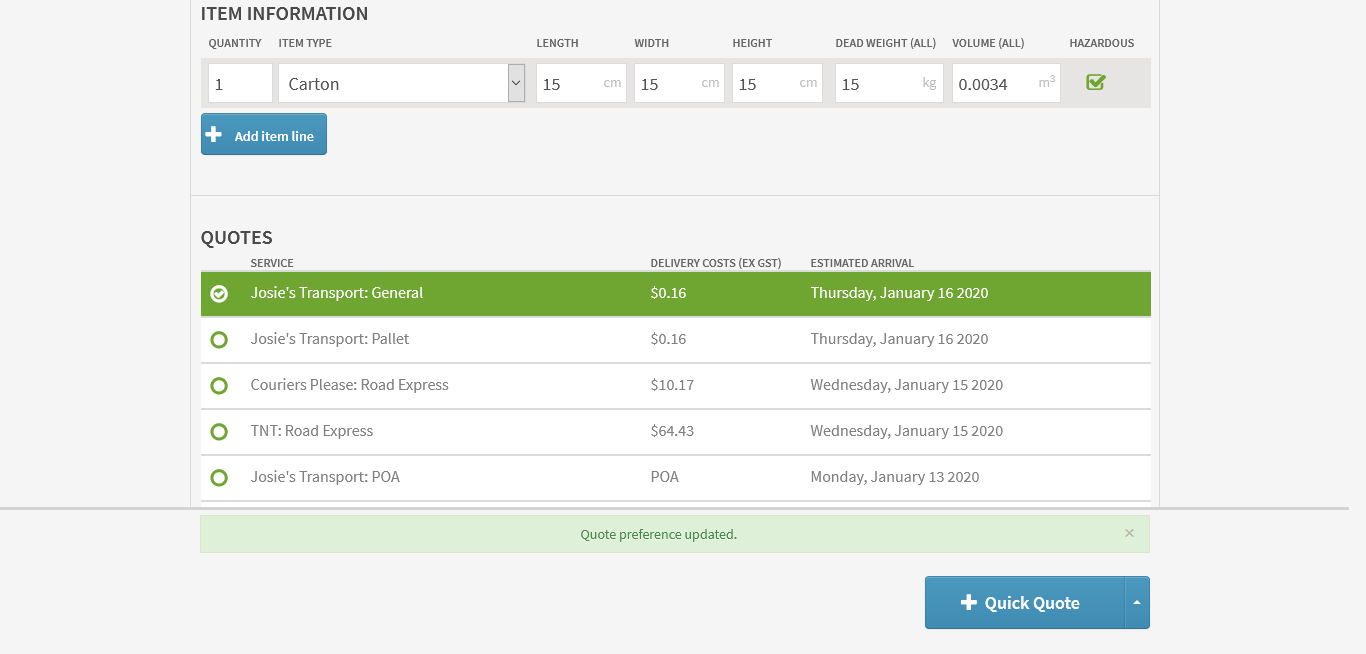 ITEM INFORMATION
QUANTITY ITEM TYPE LENGTH WIDTH HEIGHT DEAD WEIGHT (ALL) VOLUME (ALL) HAZARDOUS
1 Carton 15 cm 15 cm 15 cm 15 kg 0.0034 m³
Add item line
QUOTES
SERVICE DELIVERY COSTS (EX GST) ESTIMATED ARRIVAL
Josie's Transport: General $0.16 Thursday, January 16 2020
Josie's Transport: Pallet $0.16 Thursday, January 16 2020
Couriers Please: Road Express $10.17 Wednesday, January 15 2020
TNT: Road Express $64.43 Wednesday, January 15 2020
Josie's Transport: POA POA Monday, January 13 2020
Quote preference updated. ×
Quick Quote